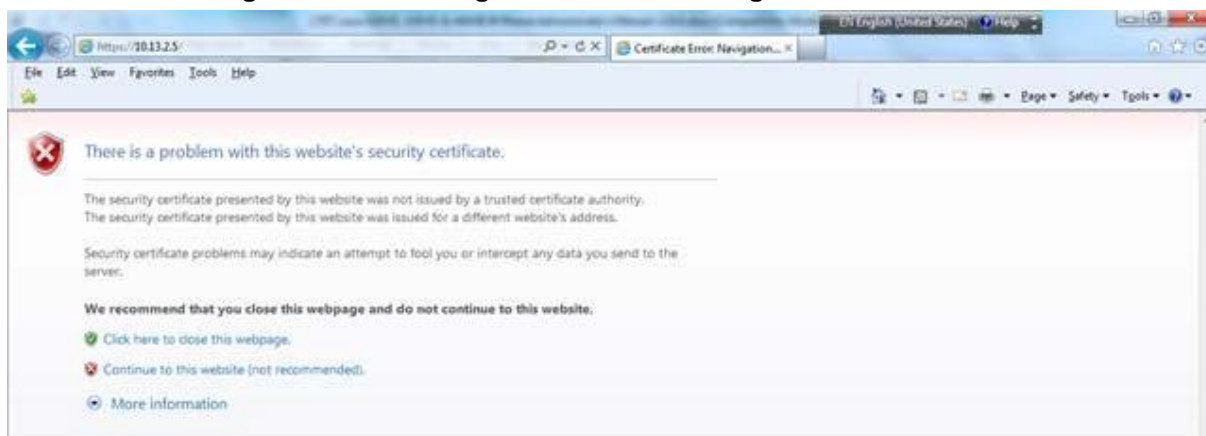 EN English (United States) Help
https://10.13.2.5/
Certificate Error: Navigation...
File Edit View Favorites Tools Help
Page Safety Tools
There is a problem with this website's security certificate.
The security certificate presented by this website was not issued by a trusted certificate authority.
The security certificate presented by this website was issued for a different website's address.
Security certificate problems may indicate an attempt to fool you or intercept any data you send to the
server.
We recommend that you close this webpage and do not continue to this website.
Click here to close this webpage.
Continue to this website (not recommended).
More information